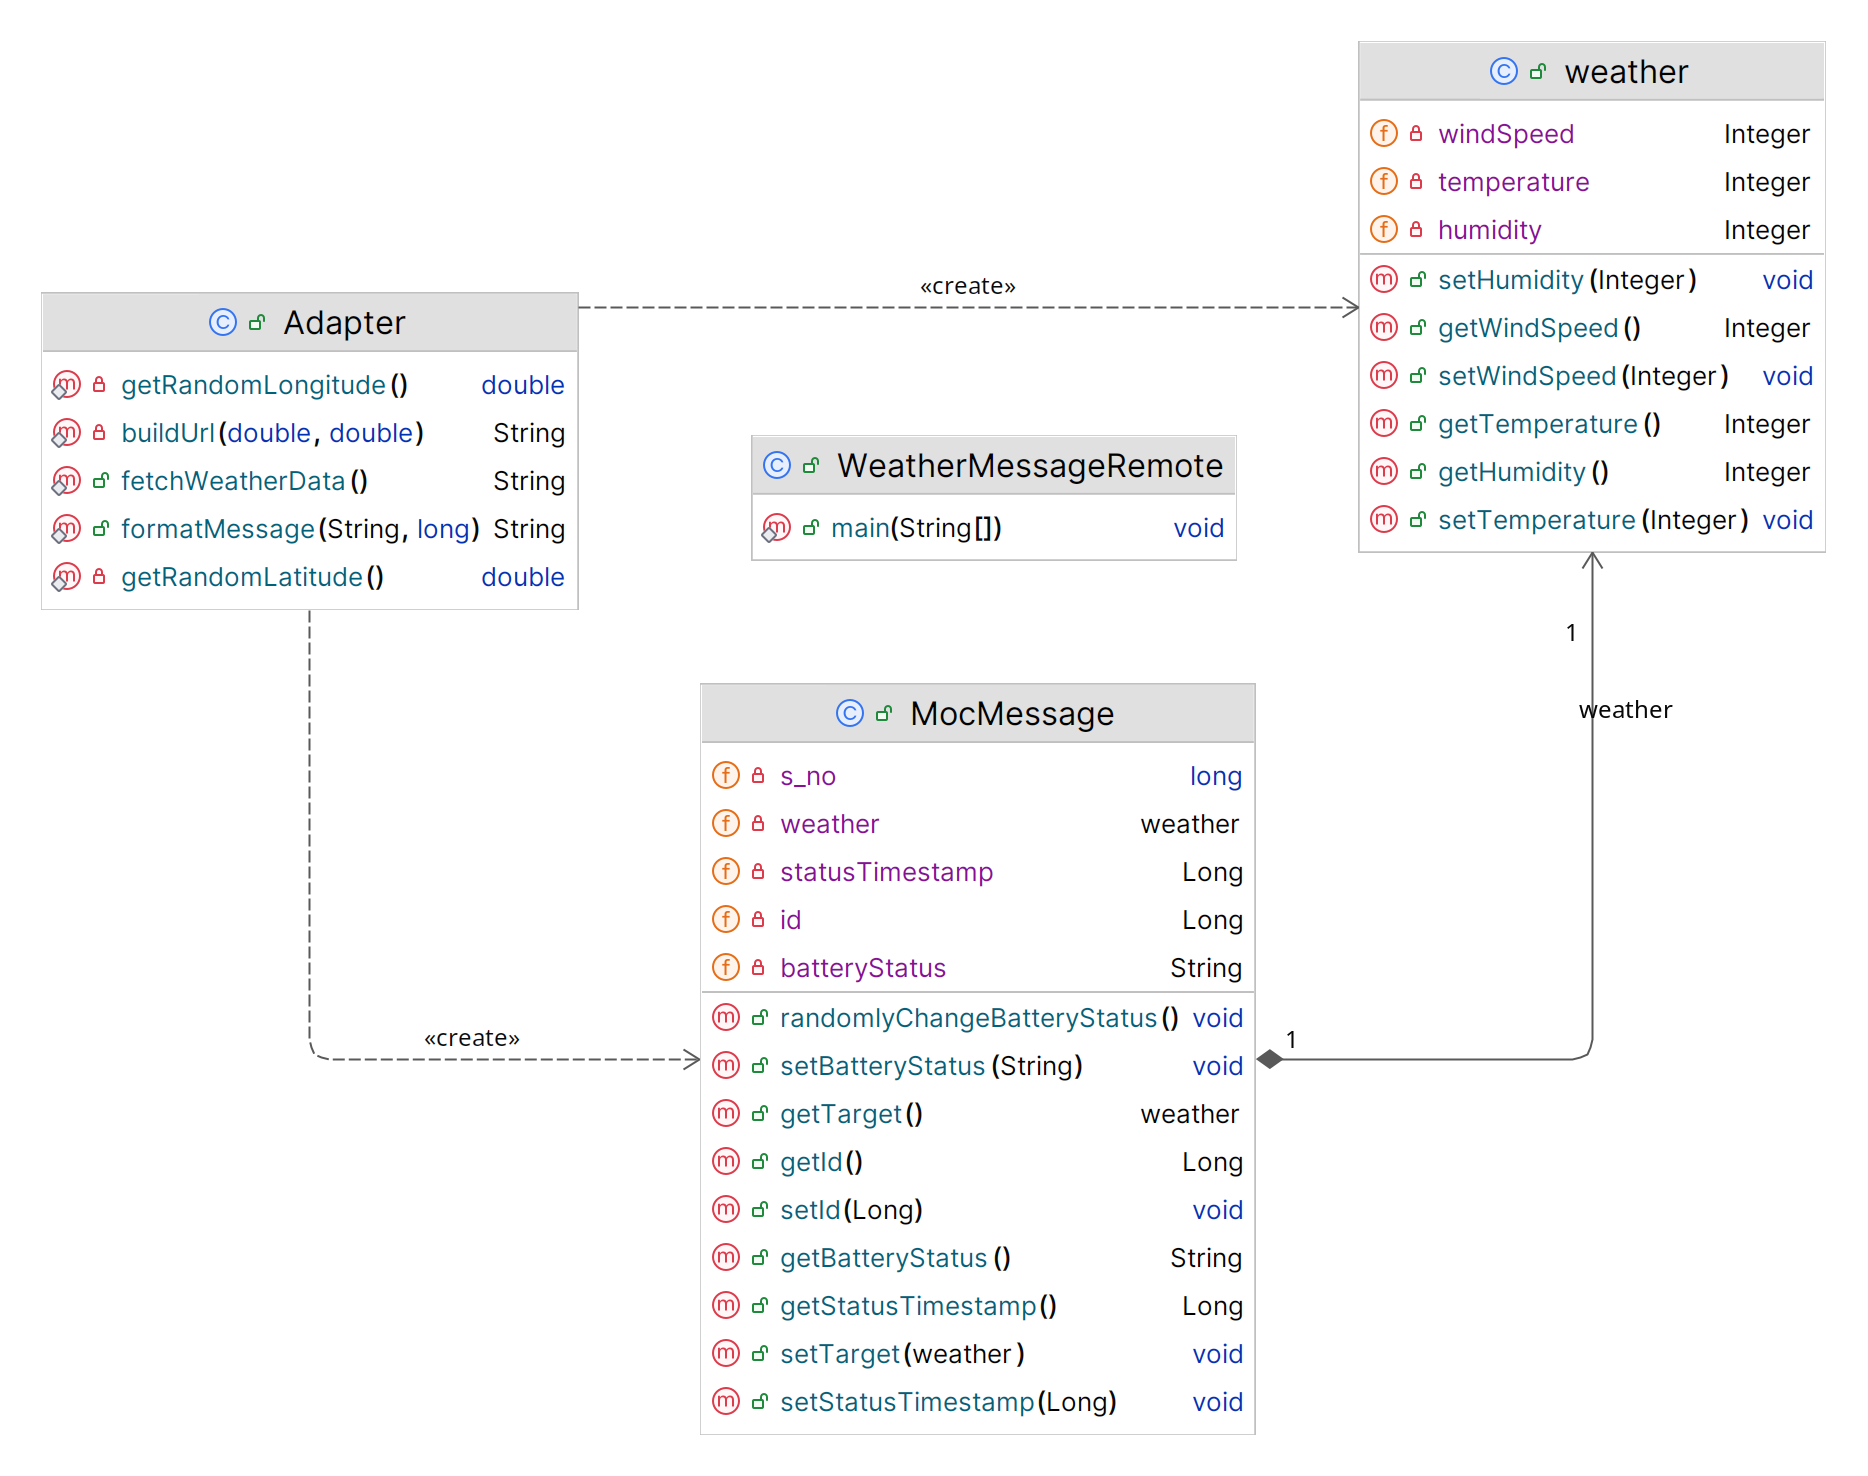 weather
windSpeed Integer
temperature Integer
humidity Integer
setHumidity(Integer) void
getWindSpeed() Integer
setWindSpeed(Integer) void
getTemperature() Integer
getHumidity() Integer
setTemperature(Integer) void
«create»
Adapter
getRandomLongitude() double
buildUrl(double, double) String
fetchWeatherData() String
formatMessage(String, long) String
getRandomLatitude() double
WeatherMessageRemote
main(String[]) void
1
weather
MocMessage
s_no long
weather weather
statusTimestamp Long
id Long
batteryStatus String
randomlyChangeBatteryStatus() void
setBatteryStatus(String) void
getTarget() weather
getId() Long
setId(Long) void
getBatteryStatus() String
getStatusTimestamp() Long
setTarget(weather) void
setStatusTimestamp(Long) void
«create»
1